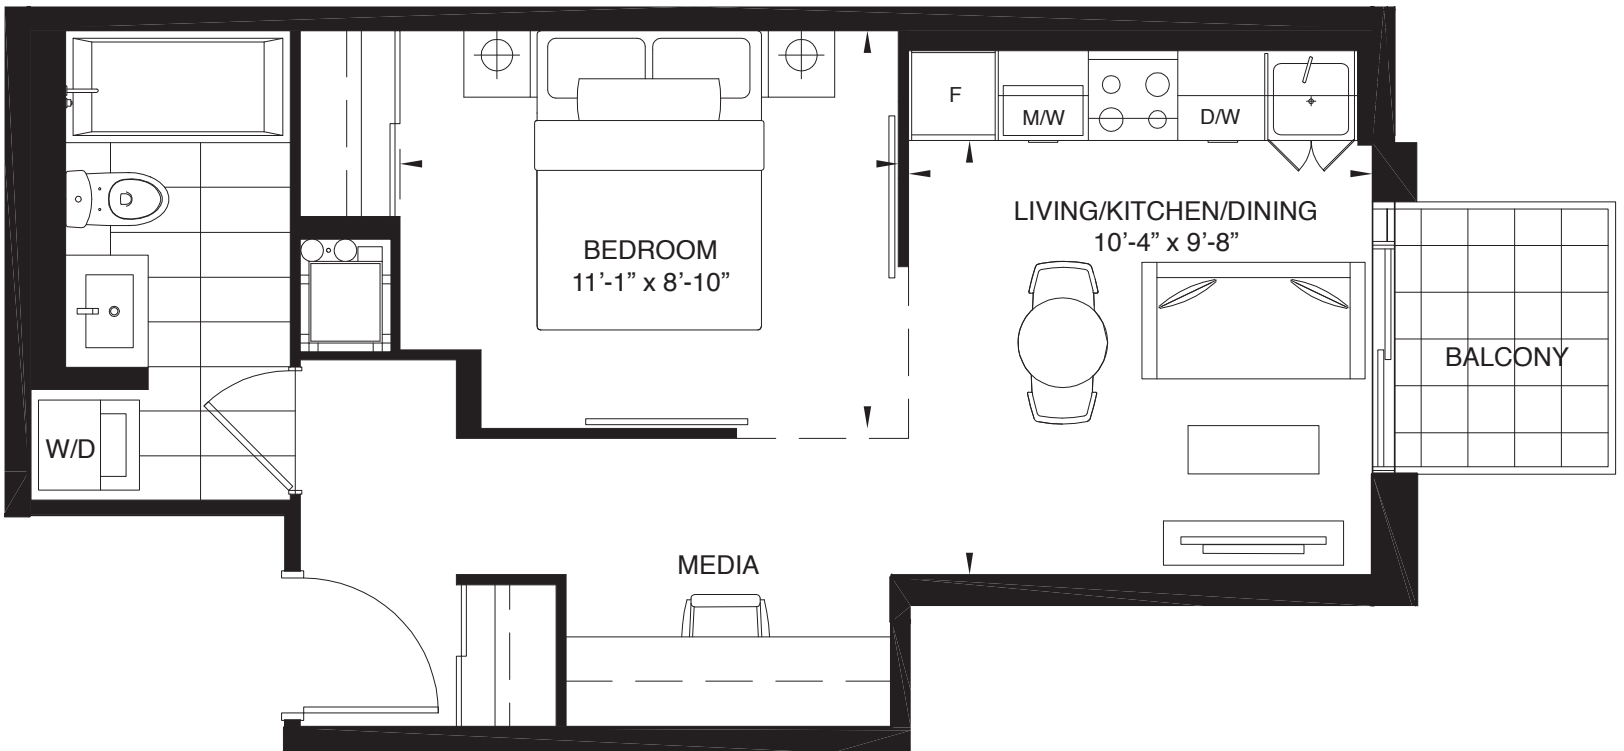 F
M/W
D/W
LIVING/KITCHEN/DINING
10’-4” x 9’-8”
BEDROOM
11’-1” x 8’-10”
BALCONY
W/D
MEDIA